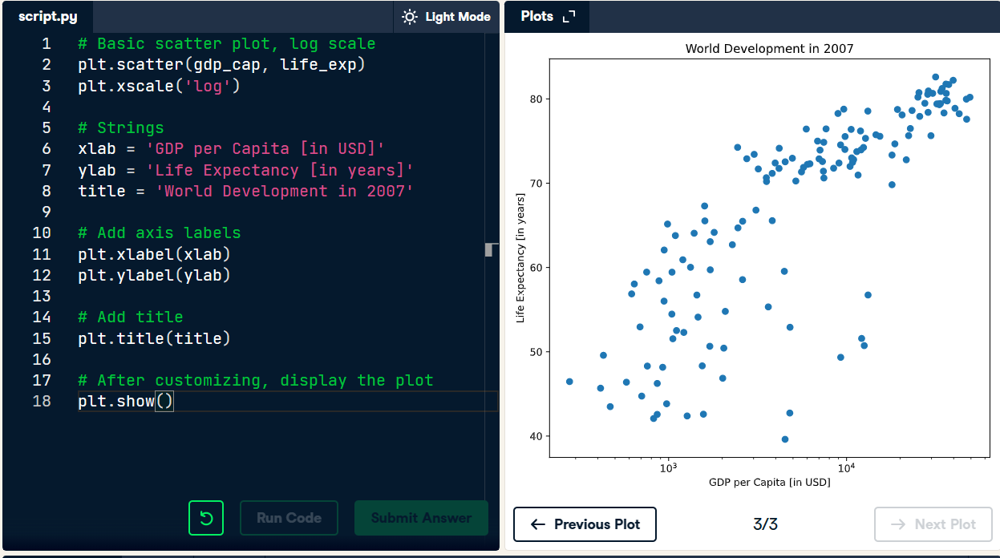 script.py
Light Mode
1 # Basic scatter plot, log scale
2 plt.scatter(gdp_cap, life_exp)
3 plt.xscale('log')
4
5 # Strings
6 xlab = 'GDP per Capita [in USD]'
7 ylab = 'Life Expectancy [in years]'
8 title = 'World Development in 2007'
9
10 # Add axis labels
11 plt.xlabel(xlab)
12 plt.ylabel(ylab)
13
14 # Add title
15 plt.title(title)
16
17 # After customizing, display the plot
18 plt.show()
Run Code
Submit Answer
Plots
World Development in 2007
Life Expectancy [in years]
80
70
60
50
40
10³ 10⁴
GDP per Capita [in USD]
← Previous Plot
3/3
→ Next Plot